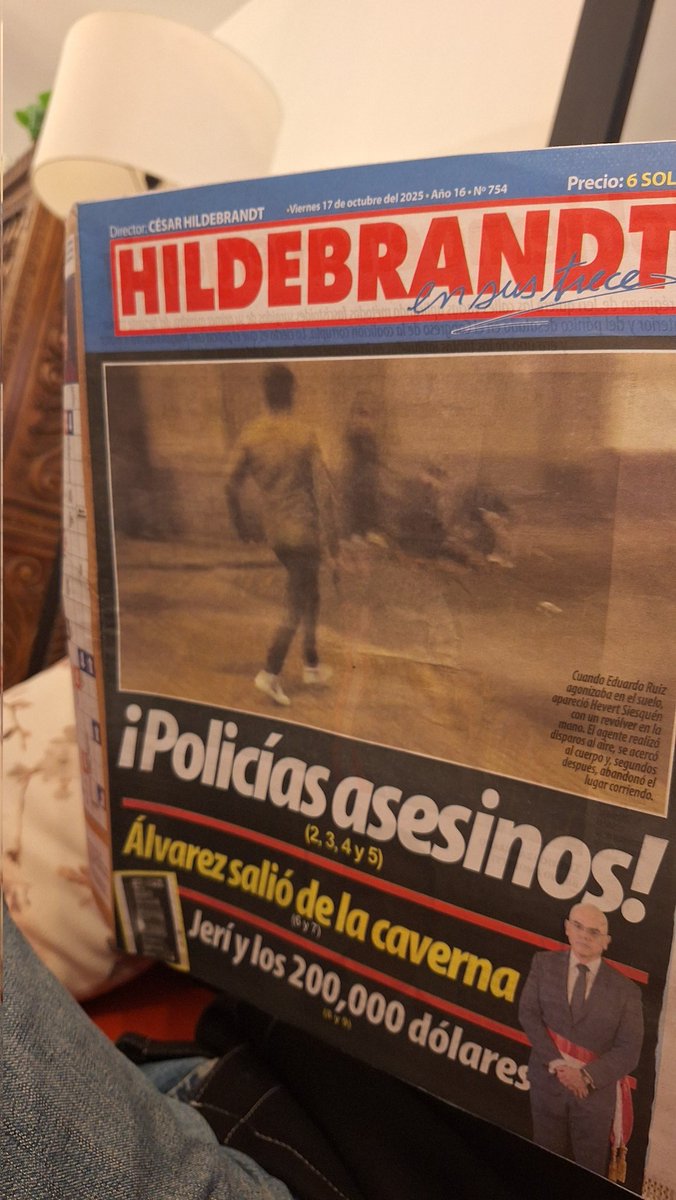 Director: CÉSAR HILDEBRANDT •Viernes 17 de octubre del 2025 • Año 16 • Nº 754 Precio: 6 SOL
HILDEBRANDT
en sus trece
Cuando Eduardo Ruiz
agonizaba en el suelo,
apareció Hevert Siesquén
con un revólver en la
mano. El agente realizó
disparos al aire, se acercó
al cuerpo y, segundos
después, abandonó el
lugar corriendo.
¡Policías asesinos!
(2, 3, 4 y 5)
Álvarez salió de la caverna
(6 y 7)
Jerí y los 200,000 dólares
(8 y 9)